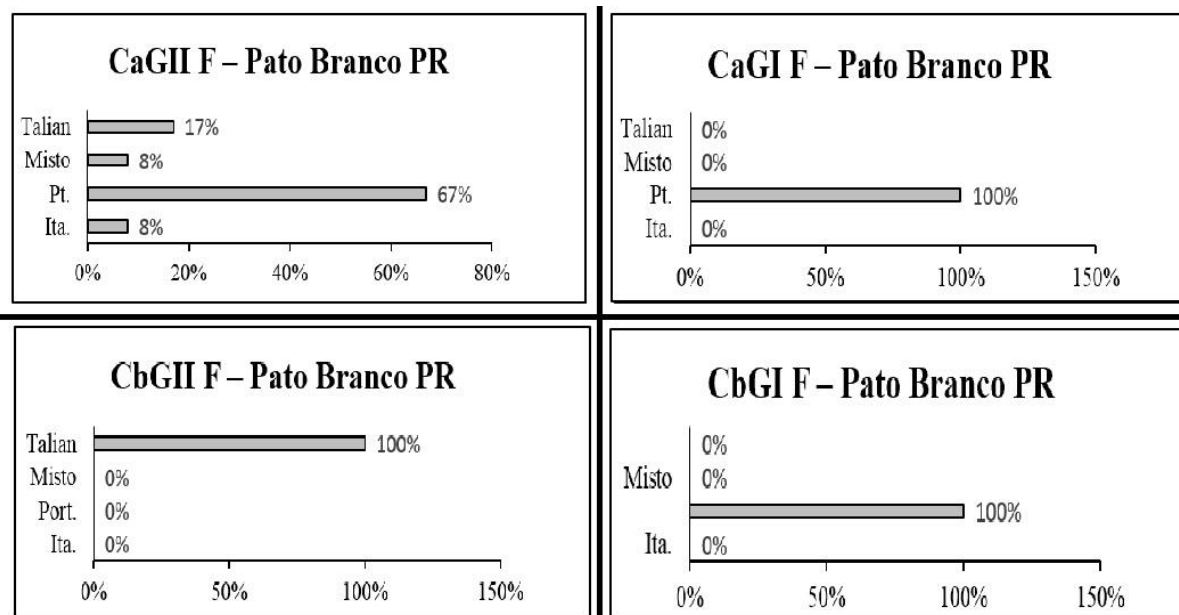 CaGII F – Pato Branco PR
Talian 17%
Misto 8%
Pt. 67%
Ita. 8%
0% 20% 40% 60% 80%
CaGI F – Pato Branco PR
Talian 0%
Misto 0%
Pt. 100%
Ita. 0%
0% 50% 100% 150%
CbGII F – Pato Branco PR
Talian 100%
Misto 0%
Port. 0%
Ita. 0%
0% 50% 100% 150%
CbGI F – Pato Branco PR
0%
Misto 0%
100%
Ita. 0%
0% 50% 100% 150%